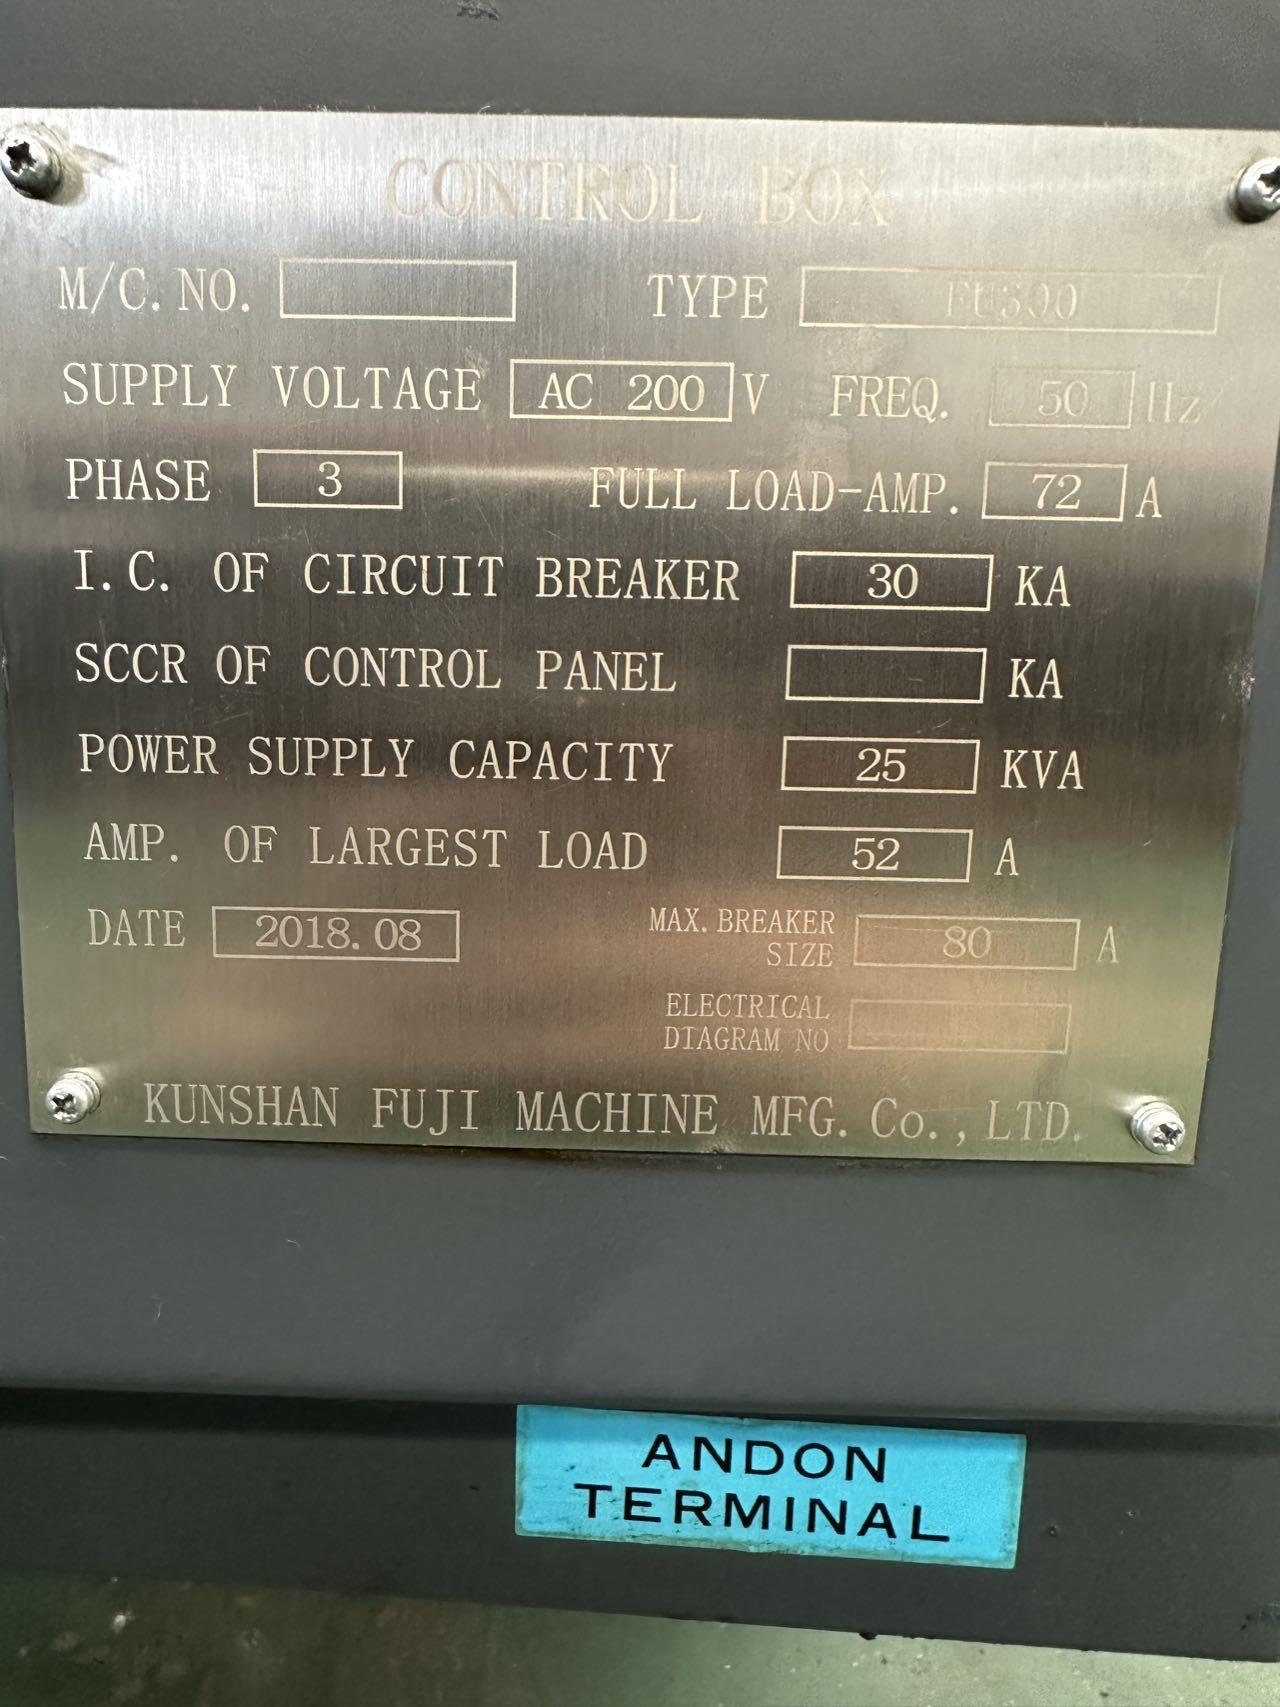 CONTROL BOX
M/C. NO. TYPE FU300
SUPPLY VOLTAGE AC 200 V FREQ. 50 Hz
PHASE 3 FULL LOAD-AMP. 72 A
I.C. OF CIRCUIT BREAKER 30 KA
SCCR OF CONTROL PANEL KA
POWER SUPPLY CAPACITY 25 KVA
AMP. OF LARGEST LOAD 52 A
DATE 2018.08
MAX. BREAKER
SIZE 80 A
ELECTRICAL
DIAGRAM NO
KUNSHAN FUJI MACHINE MFG. Co., LTD.
ANDON
TERMINAL